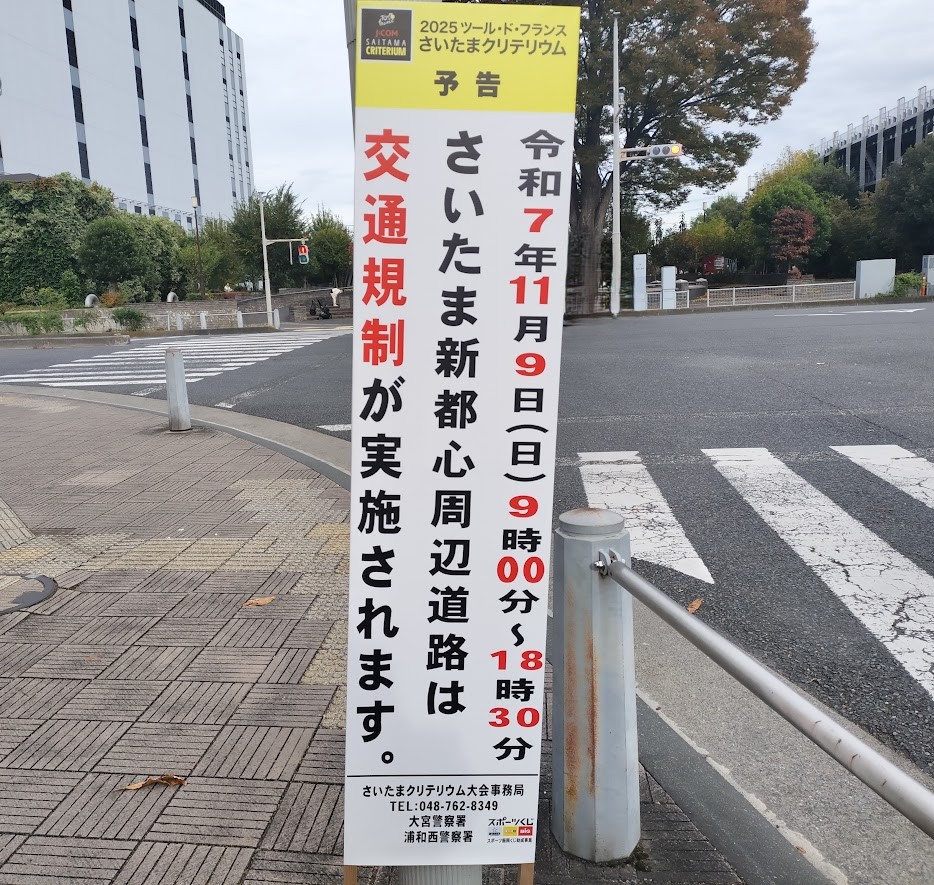 J:COM
SAITAMA
CRITERIUM
2025 ツール・ド・フランス
さいたまクリテリウム
予告
令和7年11月9日(日)9時00分~18時30分
さいたま新都心周辺道路は
交通規制が実施されます。
さいたまクリテリウム大会事務局
TEL:048-762-8349
大宮警察署
浦和西警察署
スポーツくじ